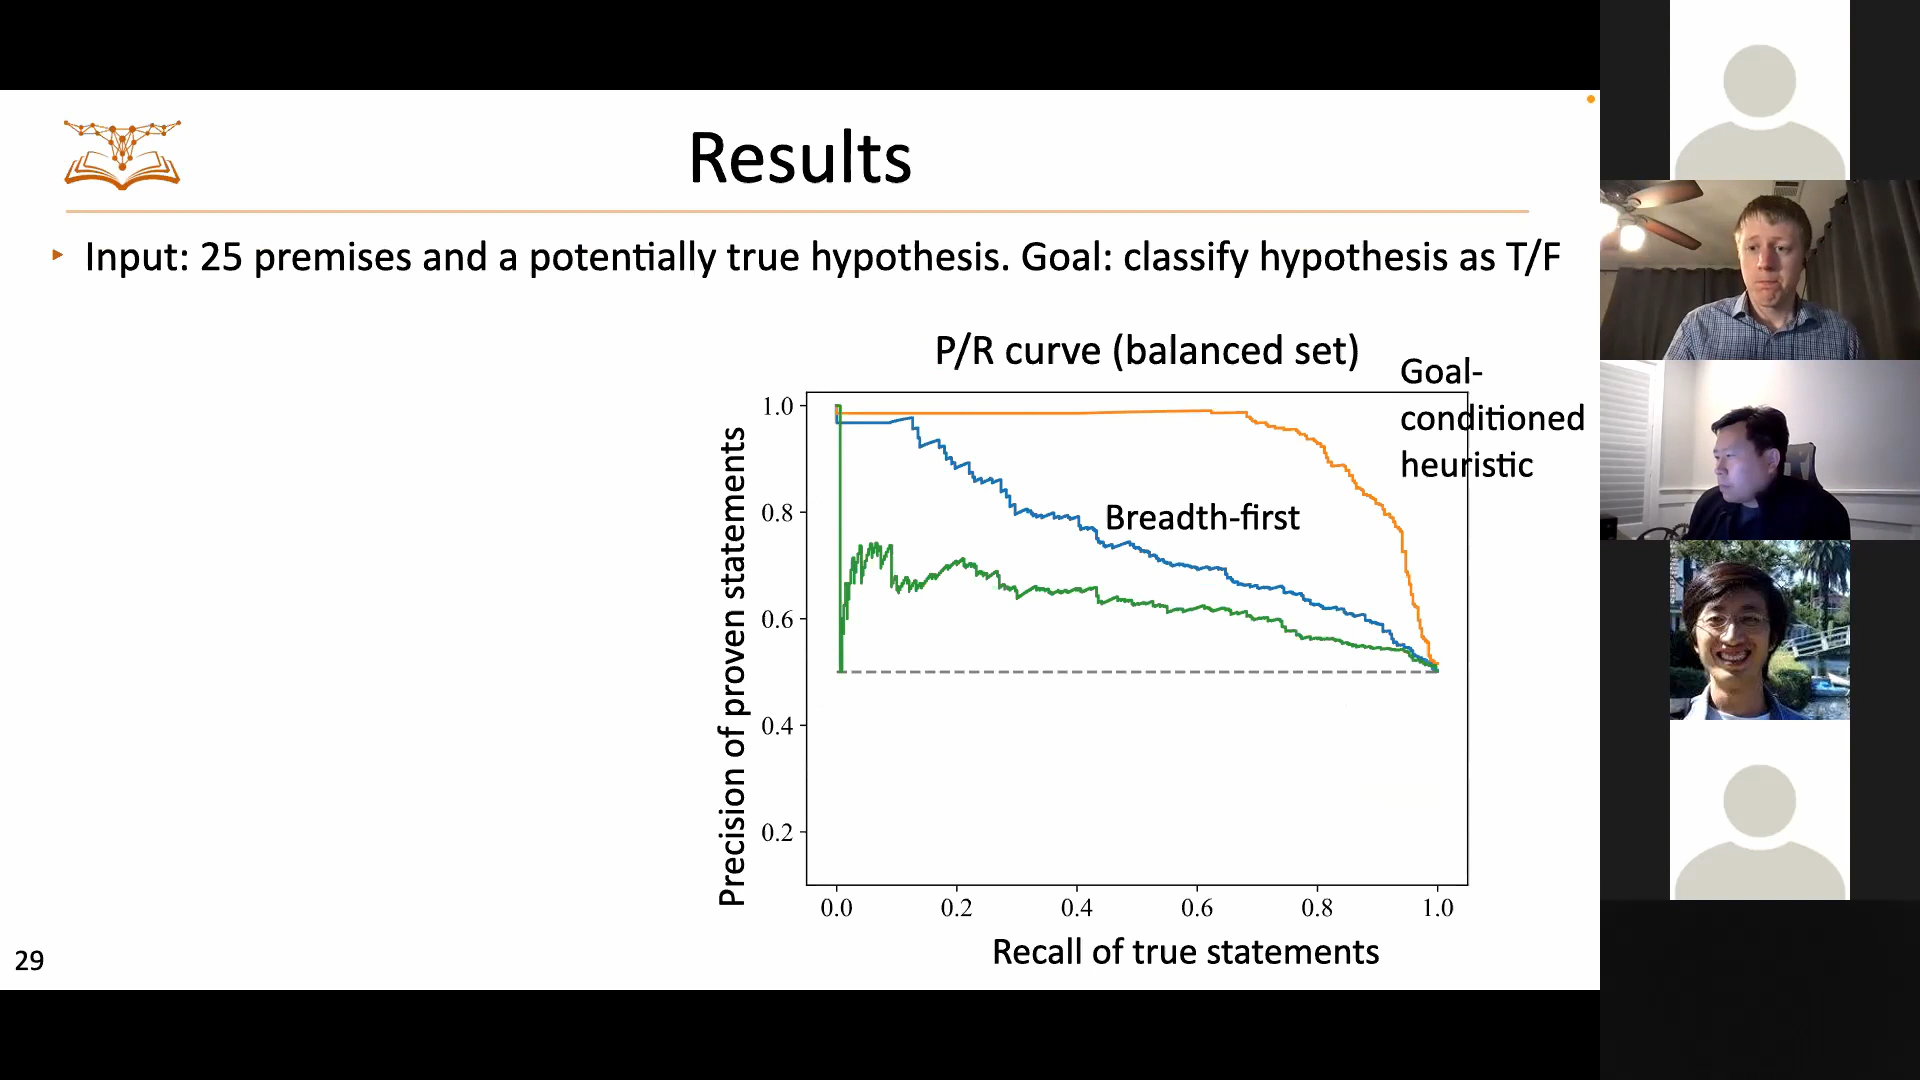 Results
Input: 25 premises and a potentially true hypothesis. Goal: classify hypothesis as T/F
P/R curve (balanced set)
Goal-
conditioned
heuristic
Breadth-first
Precision of proven statements
1.0
0.8
0.6
0.4
0.2
0.0 0.2 0.4 0.6 0.8 1.0
Recall of true statements
29